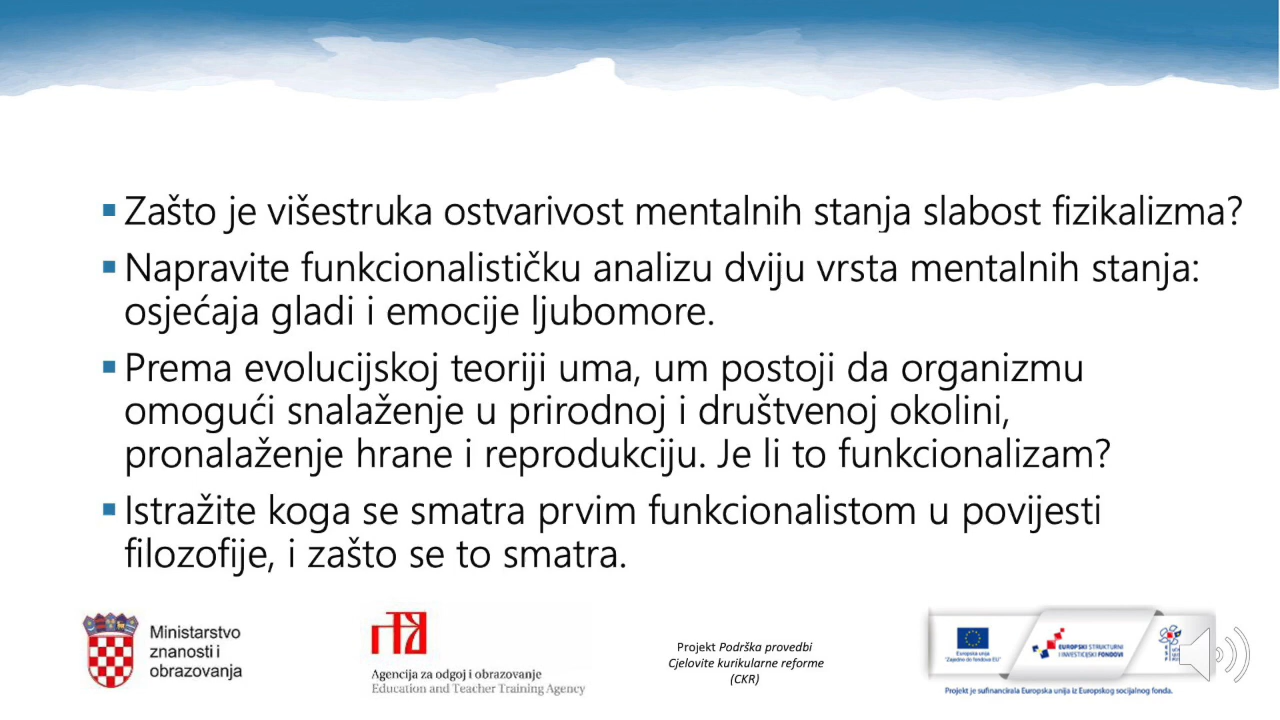 ▪ Zašto je višestruka ostvarivost mentalnih stanja slabost fizikalizma?
▪ Napravite funkcionalističku analizu dviju vrsta mentalnih stanja:
osjećaja gladi i emocije ljubomore.
▪ Prema evolucijskoj teoriji uma, um postoji da organizmu
omogući snalaženje u prirodnoj i društvenoj okolini,
pronalaženje hrane i reprodukciju. Je li to funkcionalizam?
▪ Istražite koga se smatra prvim funkcionalistom u povijesti
filozofije, i zašto se to smatra.
Ministarstvo
znanosti i
obrazovanja
Agencija za odgoj i obrazovanje
Education and Teacher Training Agency
Projekt Podrška provedbi
Cjelovite kurikularne reforme
(CKR)
Europska unija
"Zajedno do fondova EU"
EUROPSKI STRUKTURNI
I INVESTICIJSKI FONDOVI
Projekt je sufinancirala Europska unija iz Europskog socijalnog fonda.